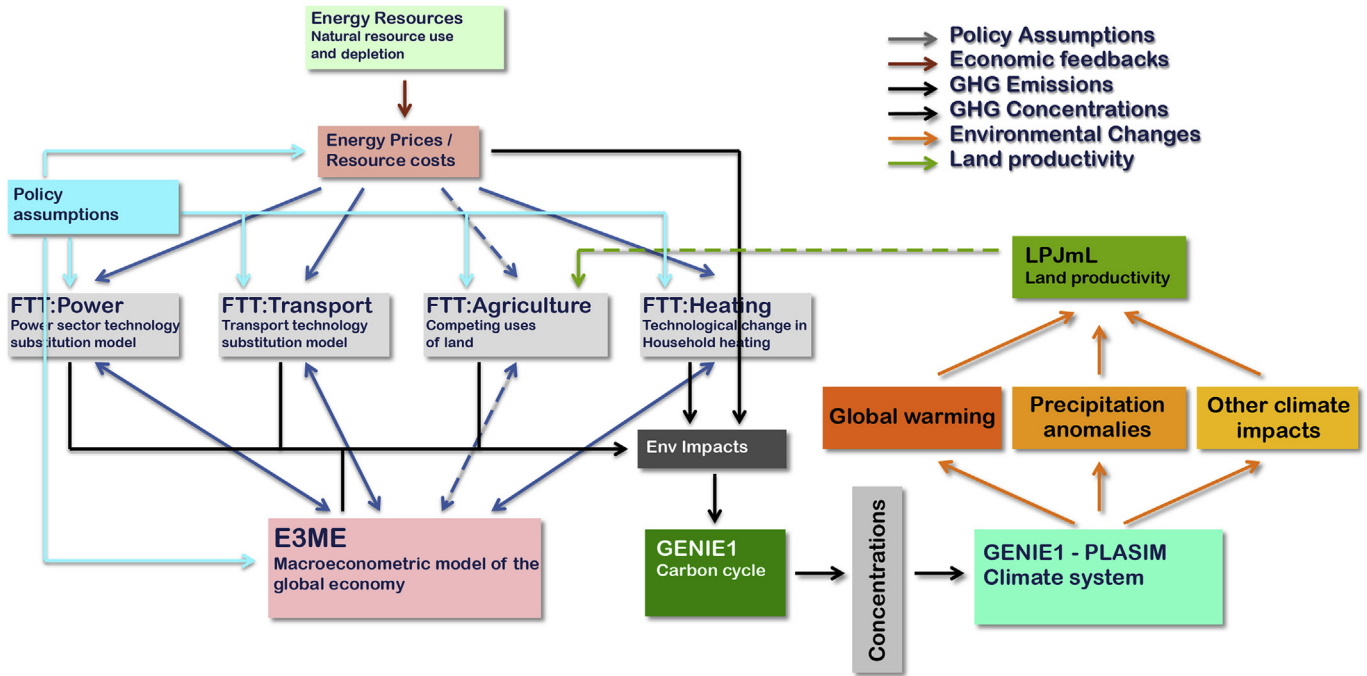 Energy Resources
Natural resource use
and depletion
Policy Assumptions
Economic feedbacks
GHG Emissions
GHG Concentrations
Environmental Changes
Land productivity
Energy Prices /
Resource costs
Policy
assumptions
FTT:Power
Power sector technology
substitution model
FTT:Transport
Transport technology
substitution model
FTT:Agriculture
Competing uses
of land
FTT:Heating
Technological change in
Household heating
LPJmL
Land productivity
Global warming
Precipitation
anomalies
Other climate
impacts
Env Impacts
E3ME
Macroeconometric model of the
global economy
GENIE1
Carbon cycle
Concentrations
GENIE1 - PLASIM
Climate system